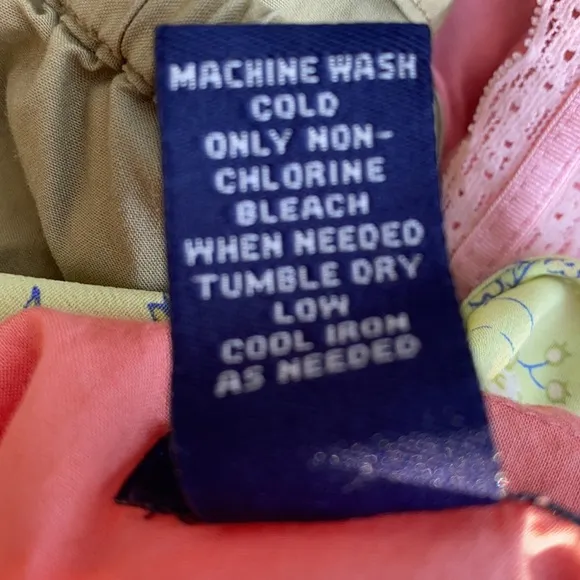 MACHINE WASH
COLD
ONLY NON-
CHLORINE
BLEACH
WHEN NEEDED
TUMBLE DRY
LOW
COOL IRON
AS NEEDED